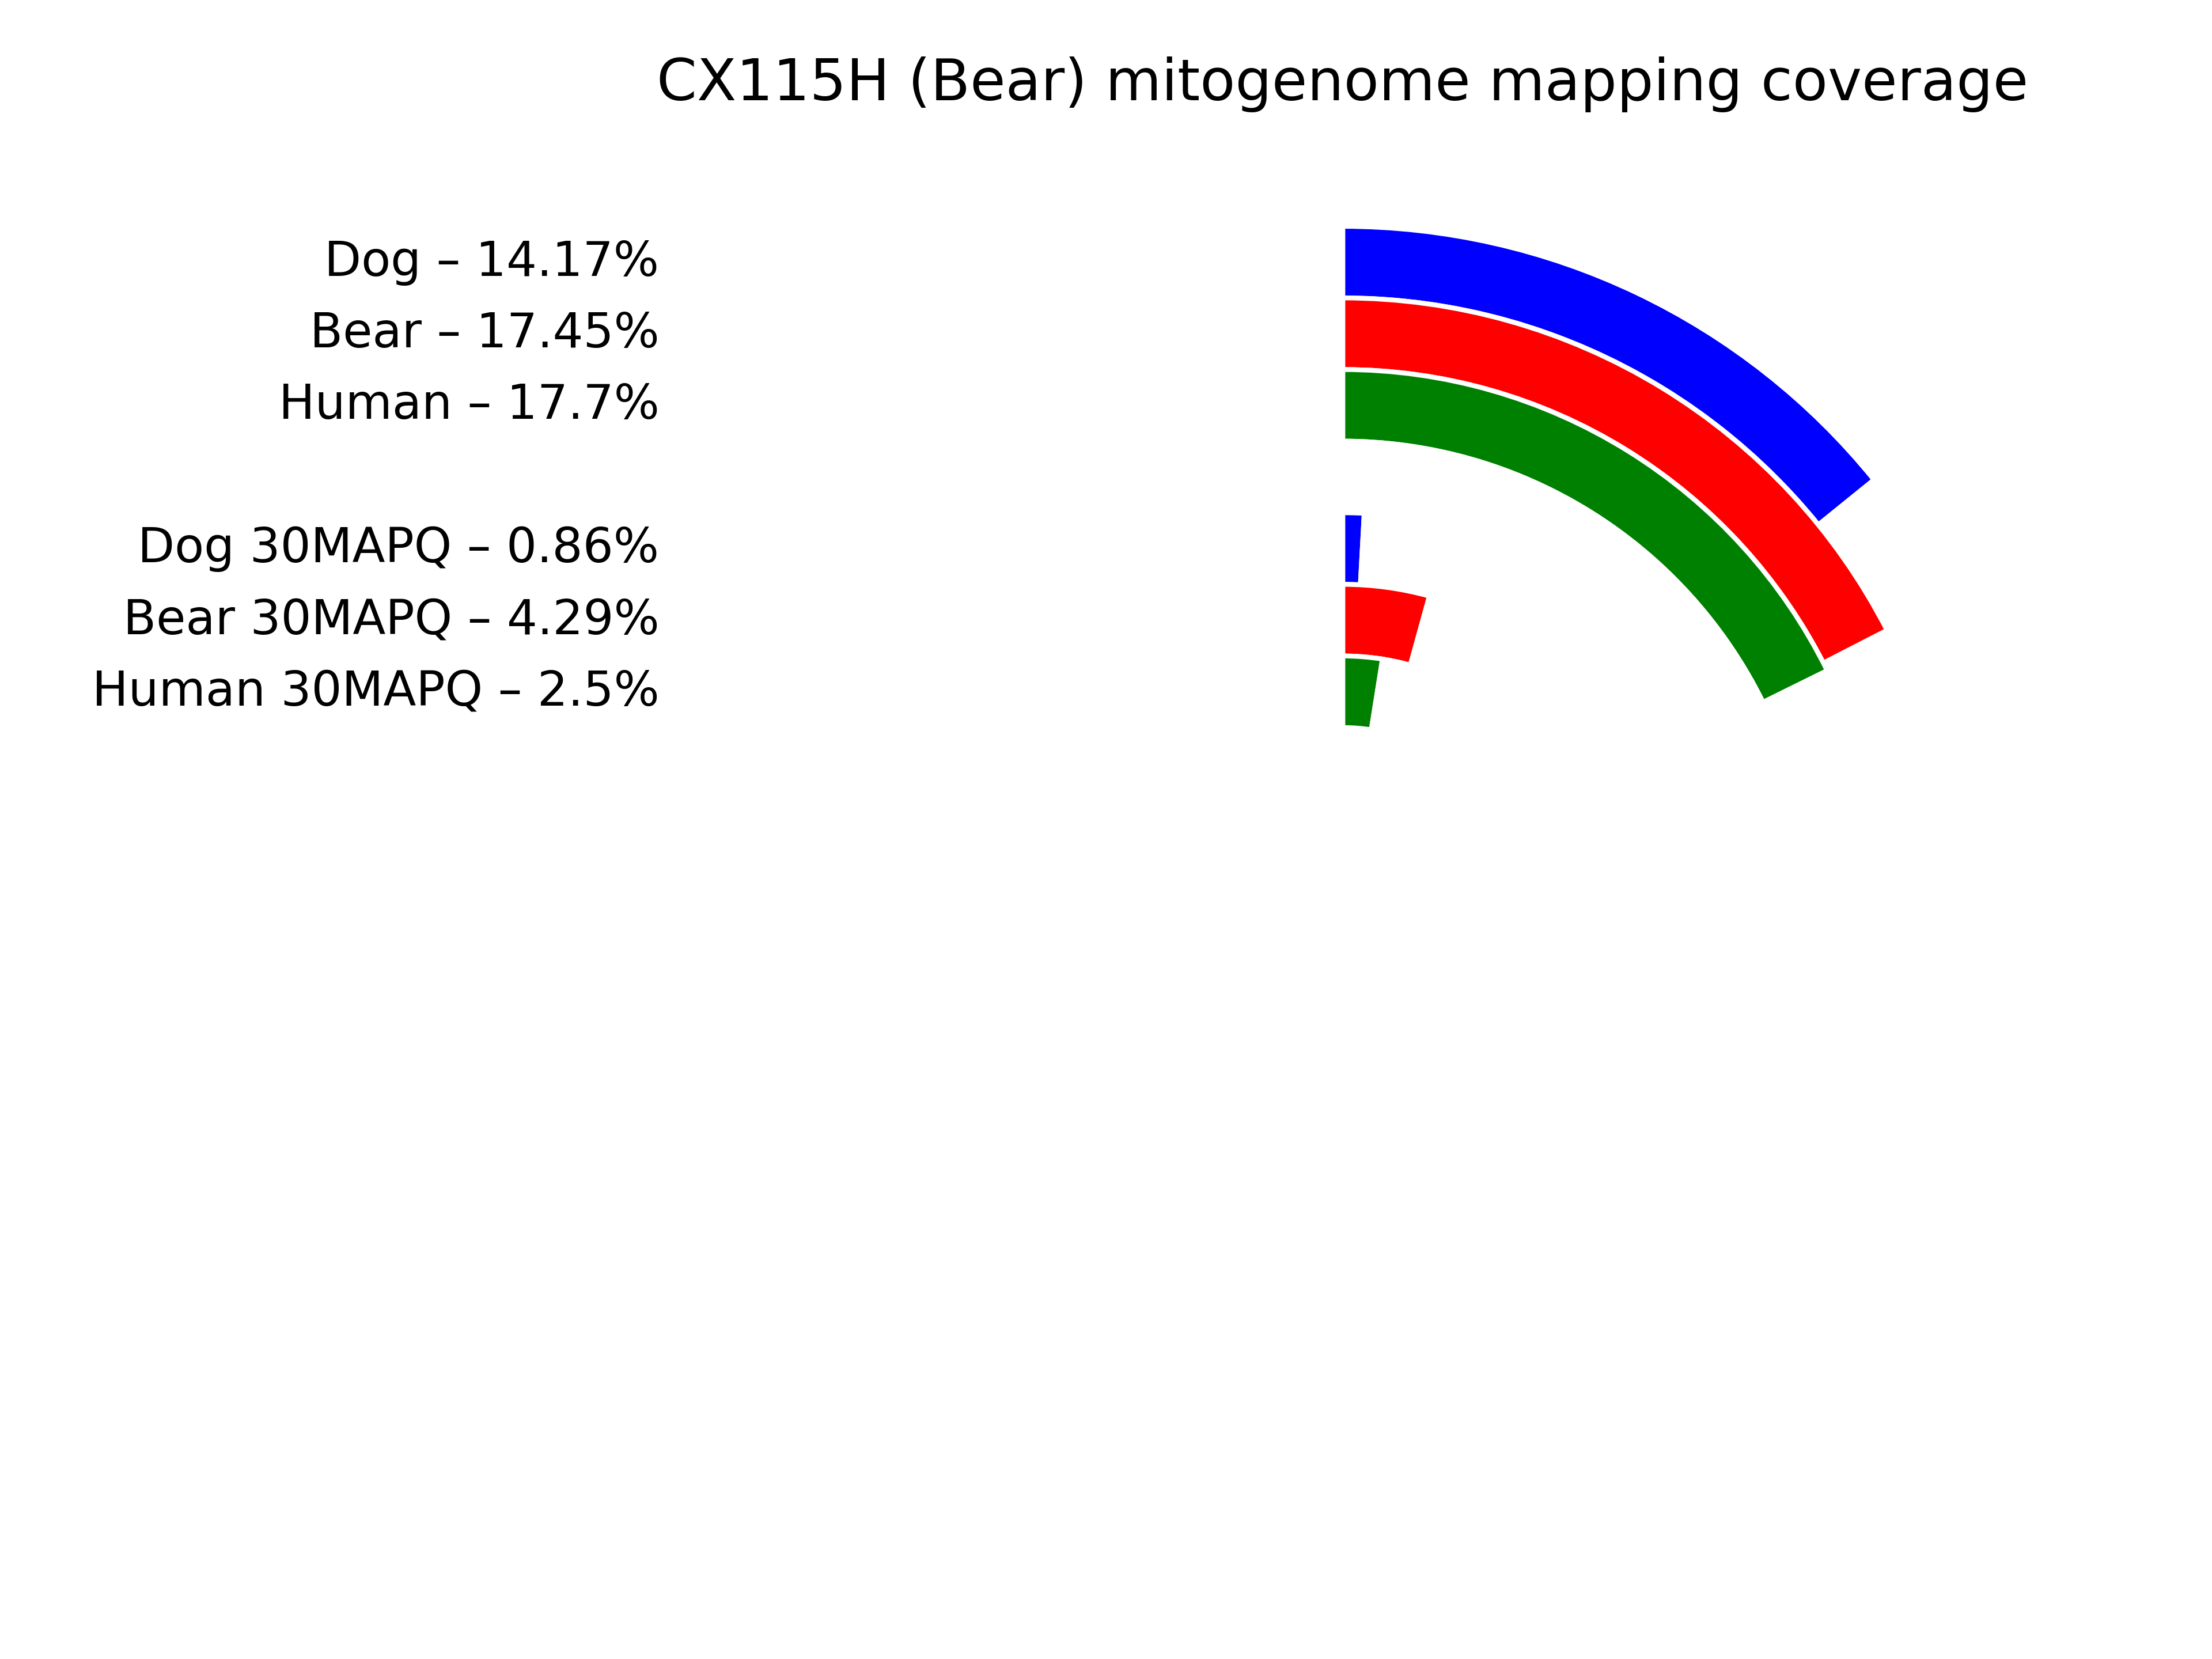 CX115H (Bear) mitogenome mapping coverage
Dog – 14.17%
Bear – 17.45%
Human – 17.7%
Dog 30MAPQ – 0.86%
Bear 30MAPQ – 4.29%
Human 30MAPQ – 2.5%